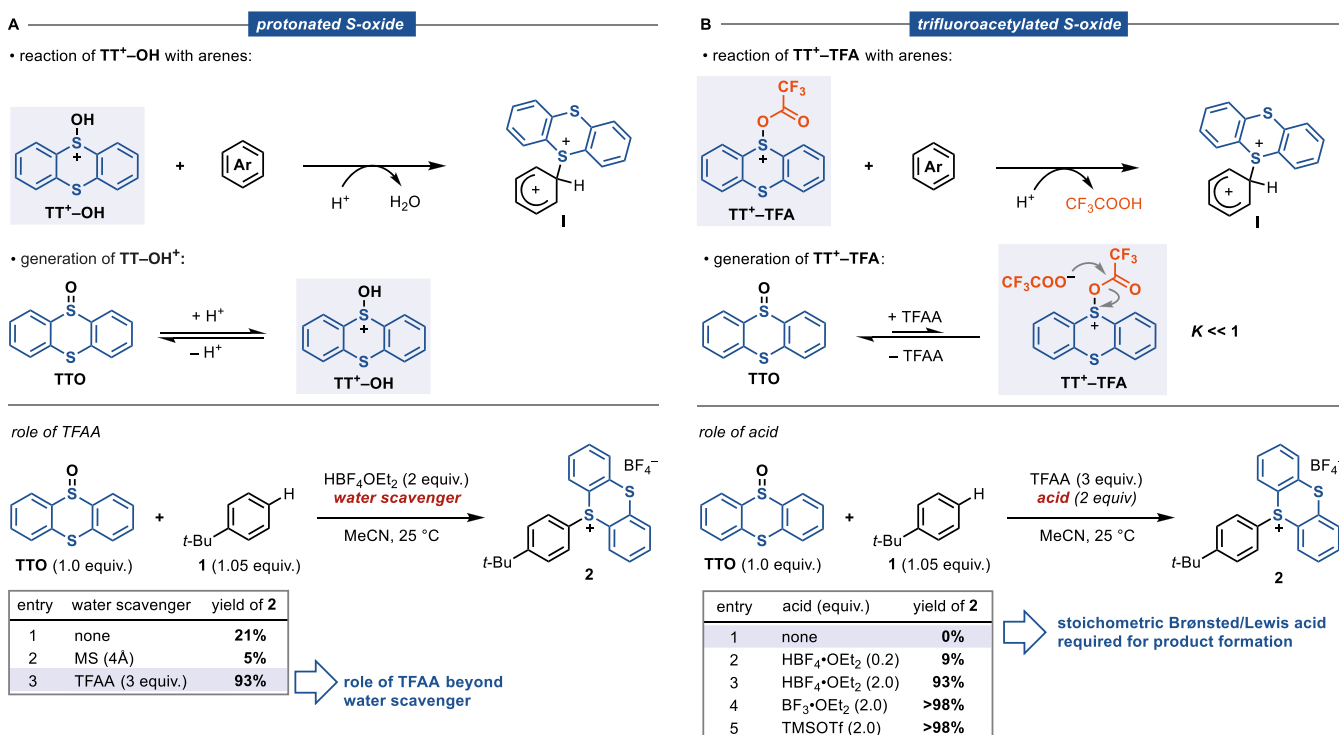 A
protonated S-oxide
• reaction of TT⁺–OH with arenes:
OH
S
+
S
TT⁺–OH
+
Ar
H⁺
H₂O
S
+
S
H
+
I
• generation of TT–OH⁺:
O
S
S
TTO
+ H⁺
– H⁺
OH
S
+
S
TT⁺–OH
role of TFAA
O
S
S
TTO (1.0 equiv.)
+
H
t-Bu
1 (1.05 equiv.)
HBF₄OEt₂ (2 equiv.)
water scavenger
MeCN, 25 °C
BF₄⁻
S
S
+
t-Bu
2
entry water scavenger yield of 2
1 none 21%
2 MS (4Å) 5%
3 TFAA (3 equiv.) 93%
role of TFAA beyond
water scavenger
B
trifluoroacetylated S-oxide
• reaction of TT⁺–TFA with arenes:
CF₃
O
O
S
+
S
TT⁺–TFA
+
Ar
H⁺
CF₃COOH
S
+
S
H
+
I
• generation of TT⁺–TFA:
O
S
S
TTO
+ TFAA
– TFAA
CF₃
CF₃COO⁻
O
O
S
+
S
TT⁺–TFA
K << 1
role of acid
O
S
S
TTO (1.0 equiv.)
+
H
t-Bu
1 (1.05 equiv.)
TFAA (3 equiv.)
acid (2 equiv)
MeCN, 25 °C
BF₄⁻
S
S
+
t-Bu
2
entry acid (equiv.) yield of 2
1 none 0%
2 HBF₄•OEt₂ (0.2) 9%
3 HBF₄•OEt₂ (2.0) 93%
4 BF₃•OEt₂ (2.0) >98%
5 TMSOTf (2.0) >98%
stoichometric Brønsted/Lewis acid
required for product formation